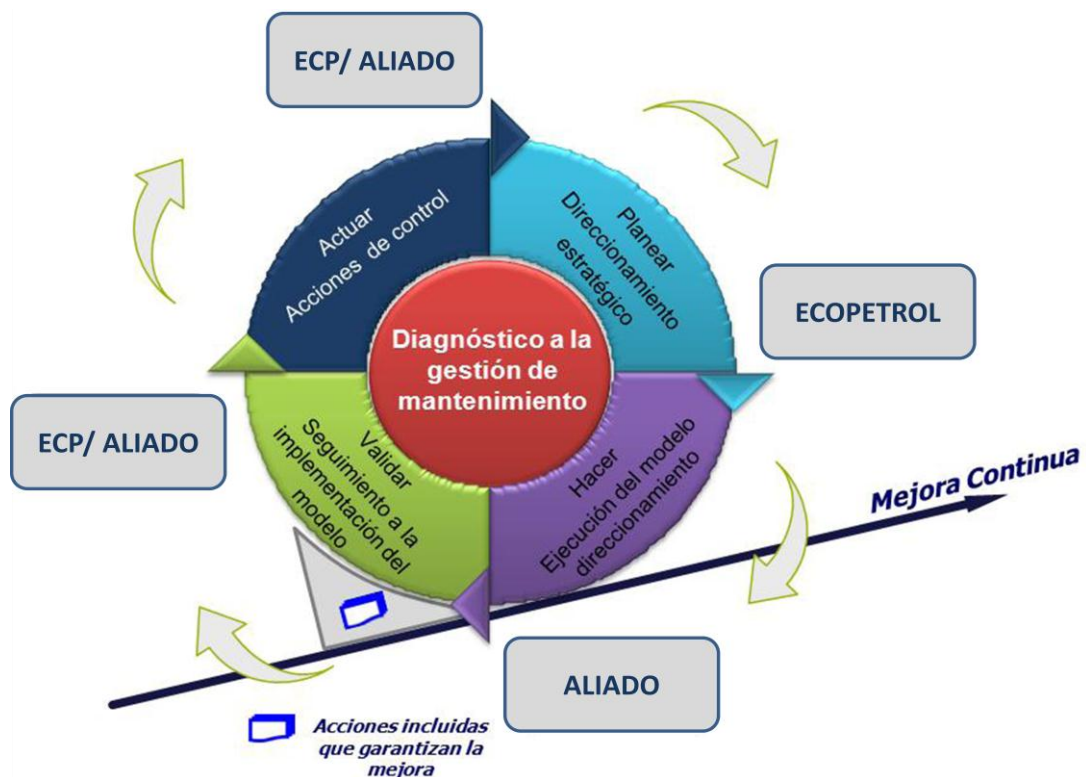 ECP/ ALIADO
Actuar
Acciones de control
Planear
Direccionamiento
estratégico
ECOPETROL
Diagnóstico a la
gestión de
mantenimiento
ECP/ ALIADO
Validar
Seguimiento a la
implementación del
modelo
Hacer
Ejecución del modelo
direccionamiento
Mejora Continua
ALIADO
Acciones incluidas
que garantizan la
mejora